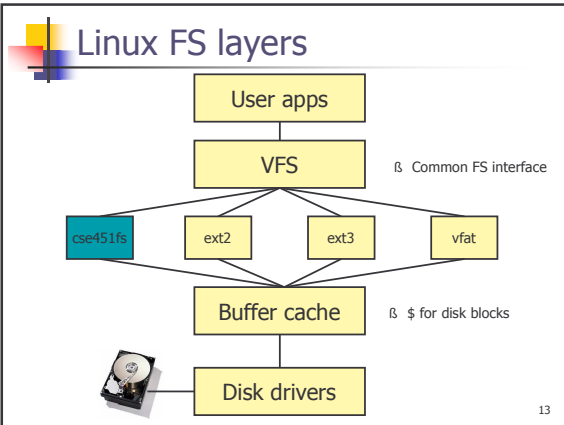 Linux FS layers
User apps
VFS
ß Common FS interface
cse451fs
ext2
ext3
vfat
Buffer cache
ß $ for disk blocks
Disk drivers
13